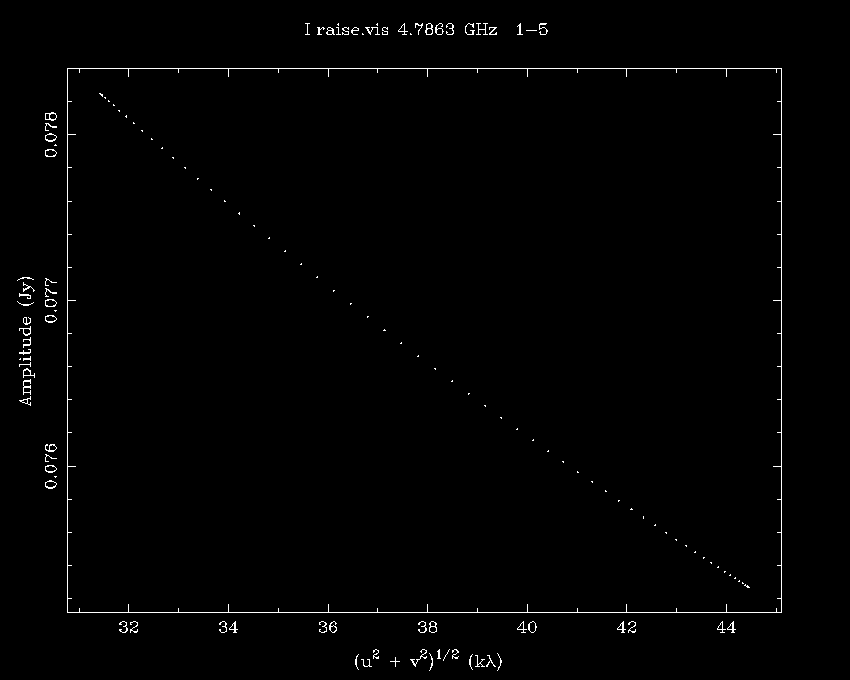 I raise.vis 4.7863 GHz 1−5
0.078
0.077
0.076
Amplitude (Jy)
32 34 36 38 40 42 44
(u² + v²)^1/2 (kλ)